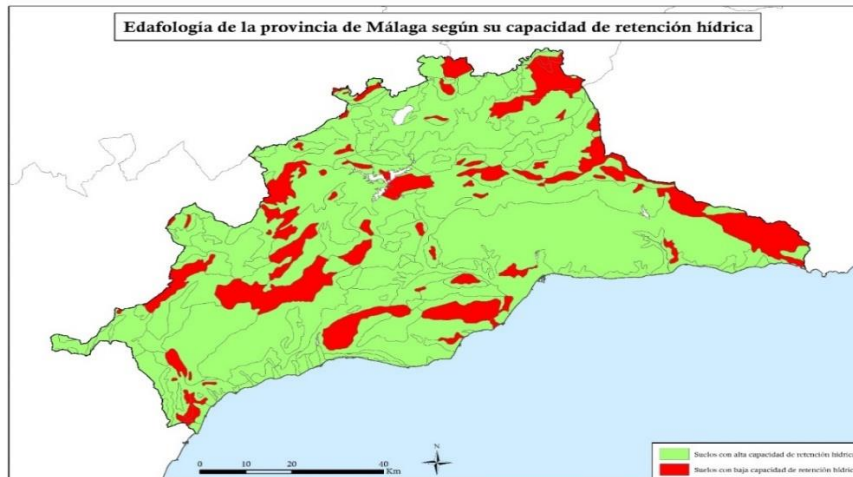 Edafología de la provincia de Málaga según su capacidad de retención hídrica
N
0 10 20 40
Km
Suelos con alta capacidad de retención hídrica
Suelos con baja capacidad de retención hídrica